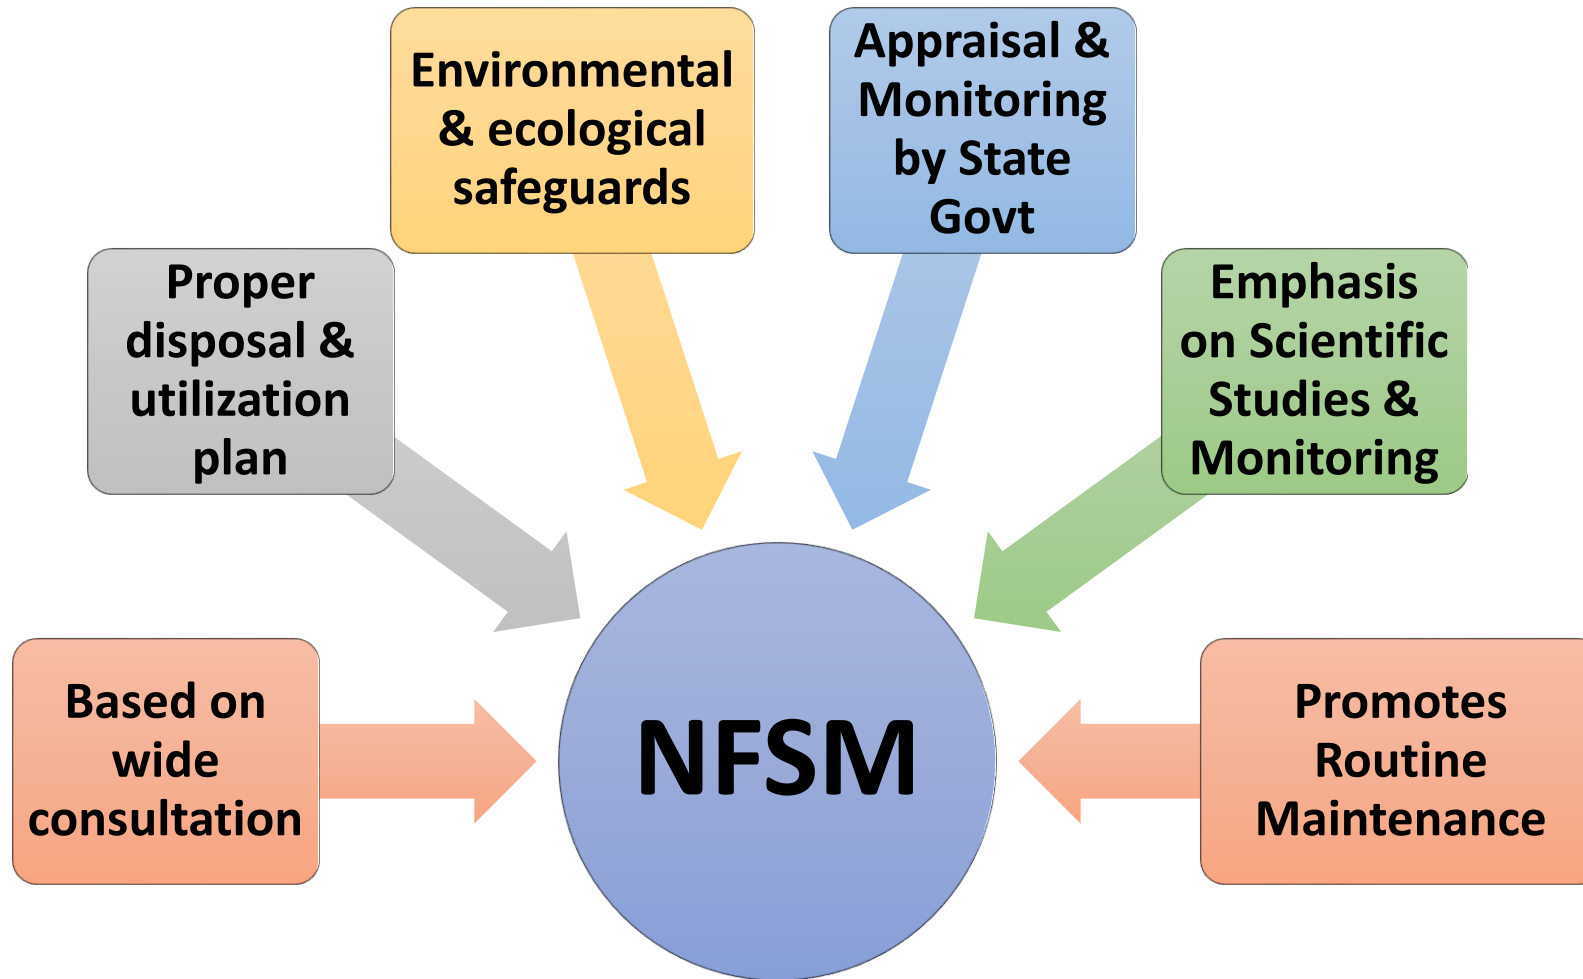 Environmental
& ecological
safeguards
Appraisal &
Monitoring
by State
Govt
Proper
disposal &
utilization
plan
Emphasis
on Scientific
Studies &
Monitoring
Based on
wide
consultation
NFSM
Promotes
Routine
Maintenance